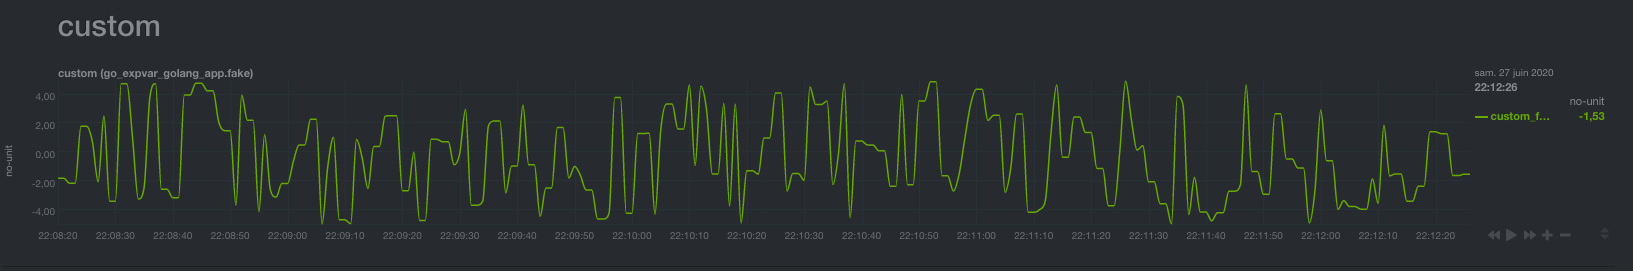 custom
custom (go_expvar_golang_app.fake)
sam. 27 juin 2020
22:12:26
no-unit
custom_f... -1,53
no-unit
4,00
2,00
0,00
-2,00
-4,00
22:08:20 22:08:30 22:08:40 22:08:50 22:09:00 22:09:10 22:09:20 22:09:30 22:09:40 22:09:50 22:10:00 22:10:10 22:10:20 22:10:30 22:10:40 22:10:50 22:11:00 22:11:10 22:11:20 22:11:30 22:11:40 22:11:50 22:12:00 22:12:10 22:12:20